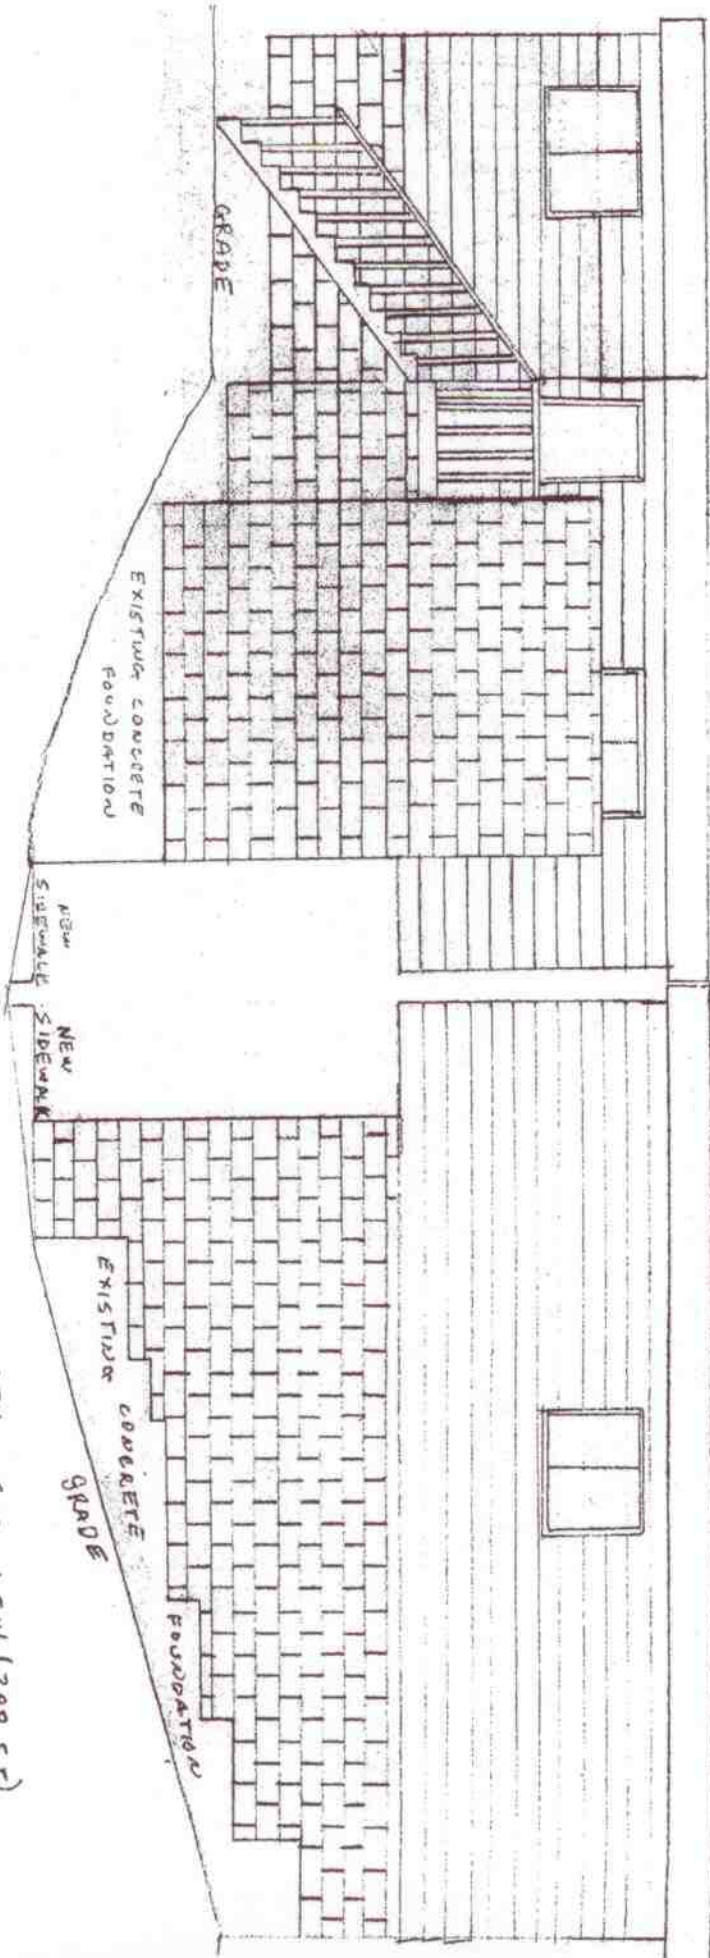 GRADE
EXISTING CONCRETE
FOUNDATION
NEW
SIDEWALK
NEW
SIDEWALK
EXISTING CONCRETE FOUNDATION
GRADE